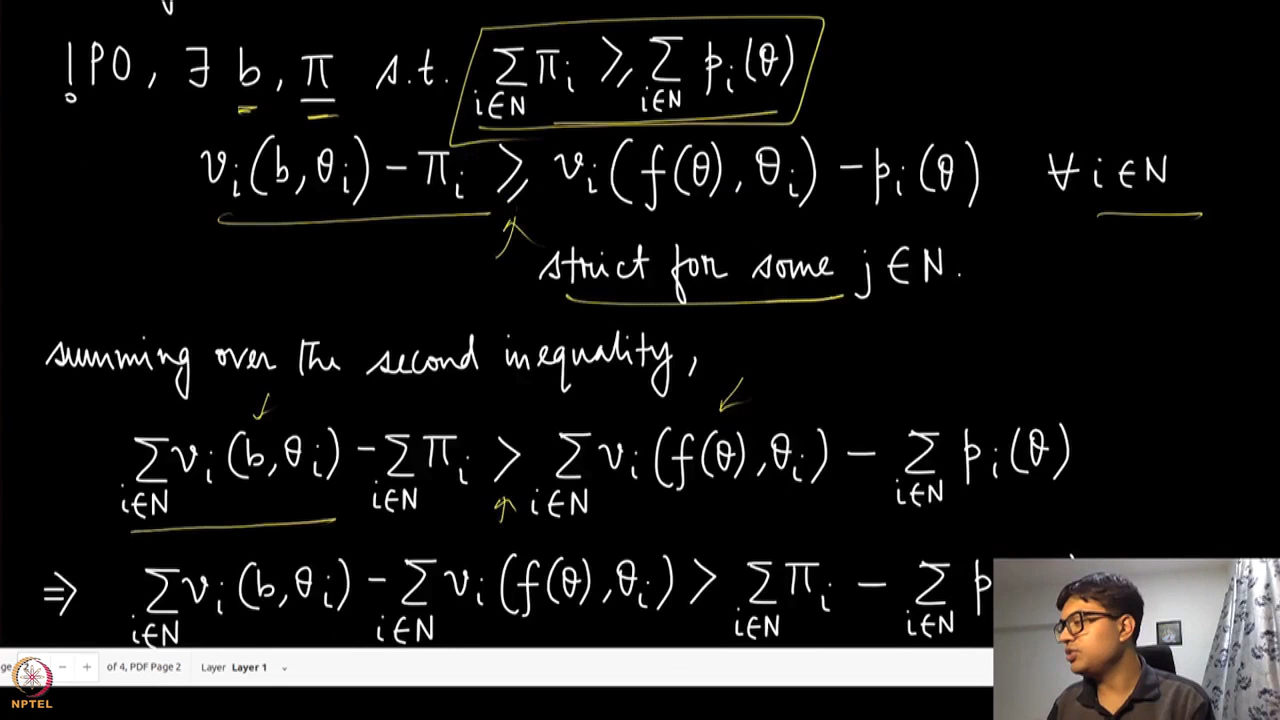 !PO, ∃ b, π s.t. ∑_{i∈N} π_i ≥ ∑_{i∈N} p_i(θ)
v_i(b, θ_i) - π_i ≥ v_i(f(θ), θ_i) - p_i(θ) ∀ i ∈ N
strict for some j ∈ N.
summing over the second inequality,
∑_{i∈N} v_i(b, θ_i) - ∑_{i∈N} π_i > ∑_{i∈N} v_i(f(θ), θ_i) - ∑_{i∈N} p_i(θ)
⇒ ∑_{i∈N} v_i(b, θ_i) - ∑_{i∈N} v_i(f(θ), θ_i) > ∑_{i∈N} π_i - ∑_{i∈N} p
of 4, PDF Page 2 Layer Layer 1
NPTEL